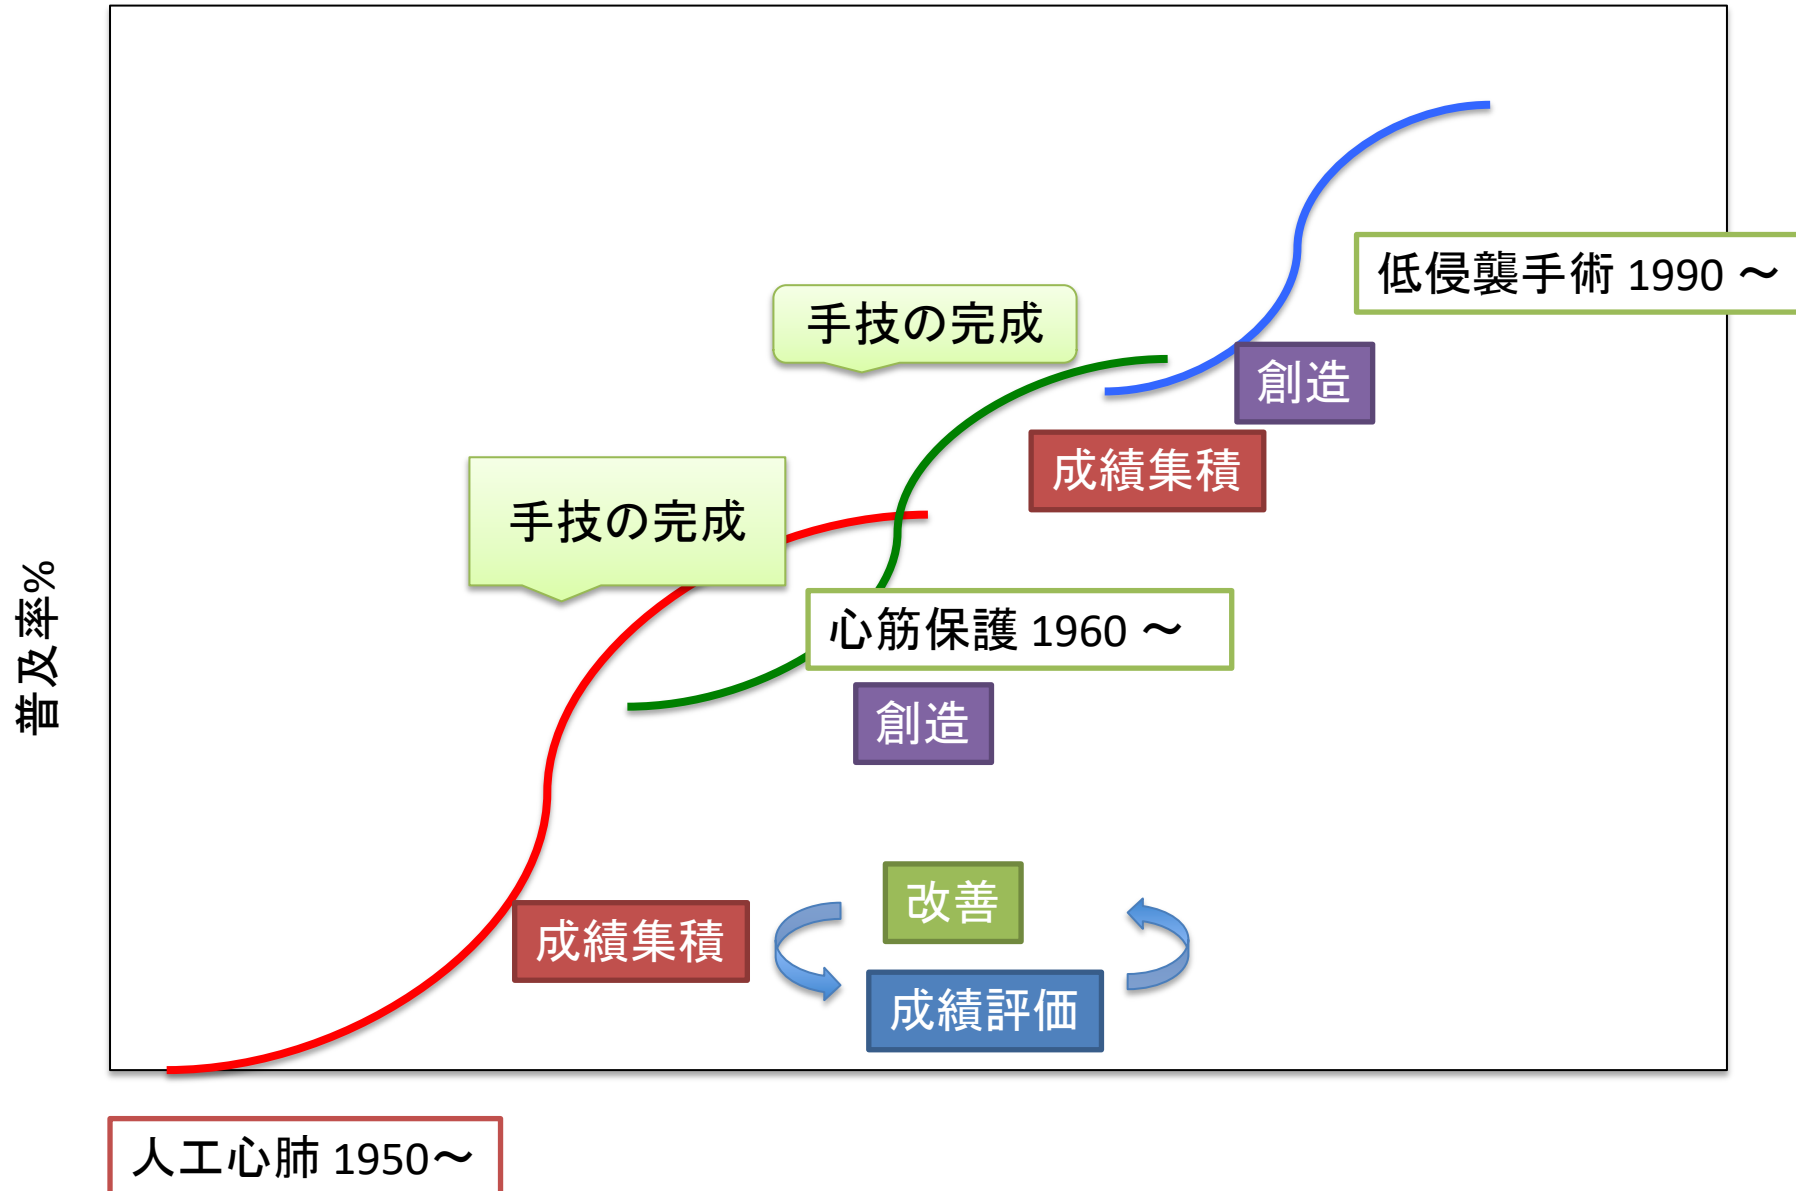 低侵襲手術 1990 ～
手技の完成
創造
成績集積
手技の完成
普及率%
心筋保護 1960 ～
創造
改善
成績集積
成績評価
人工心肺 1950～